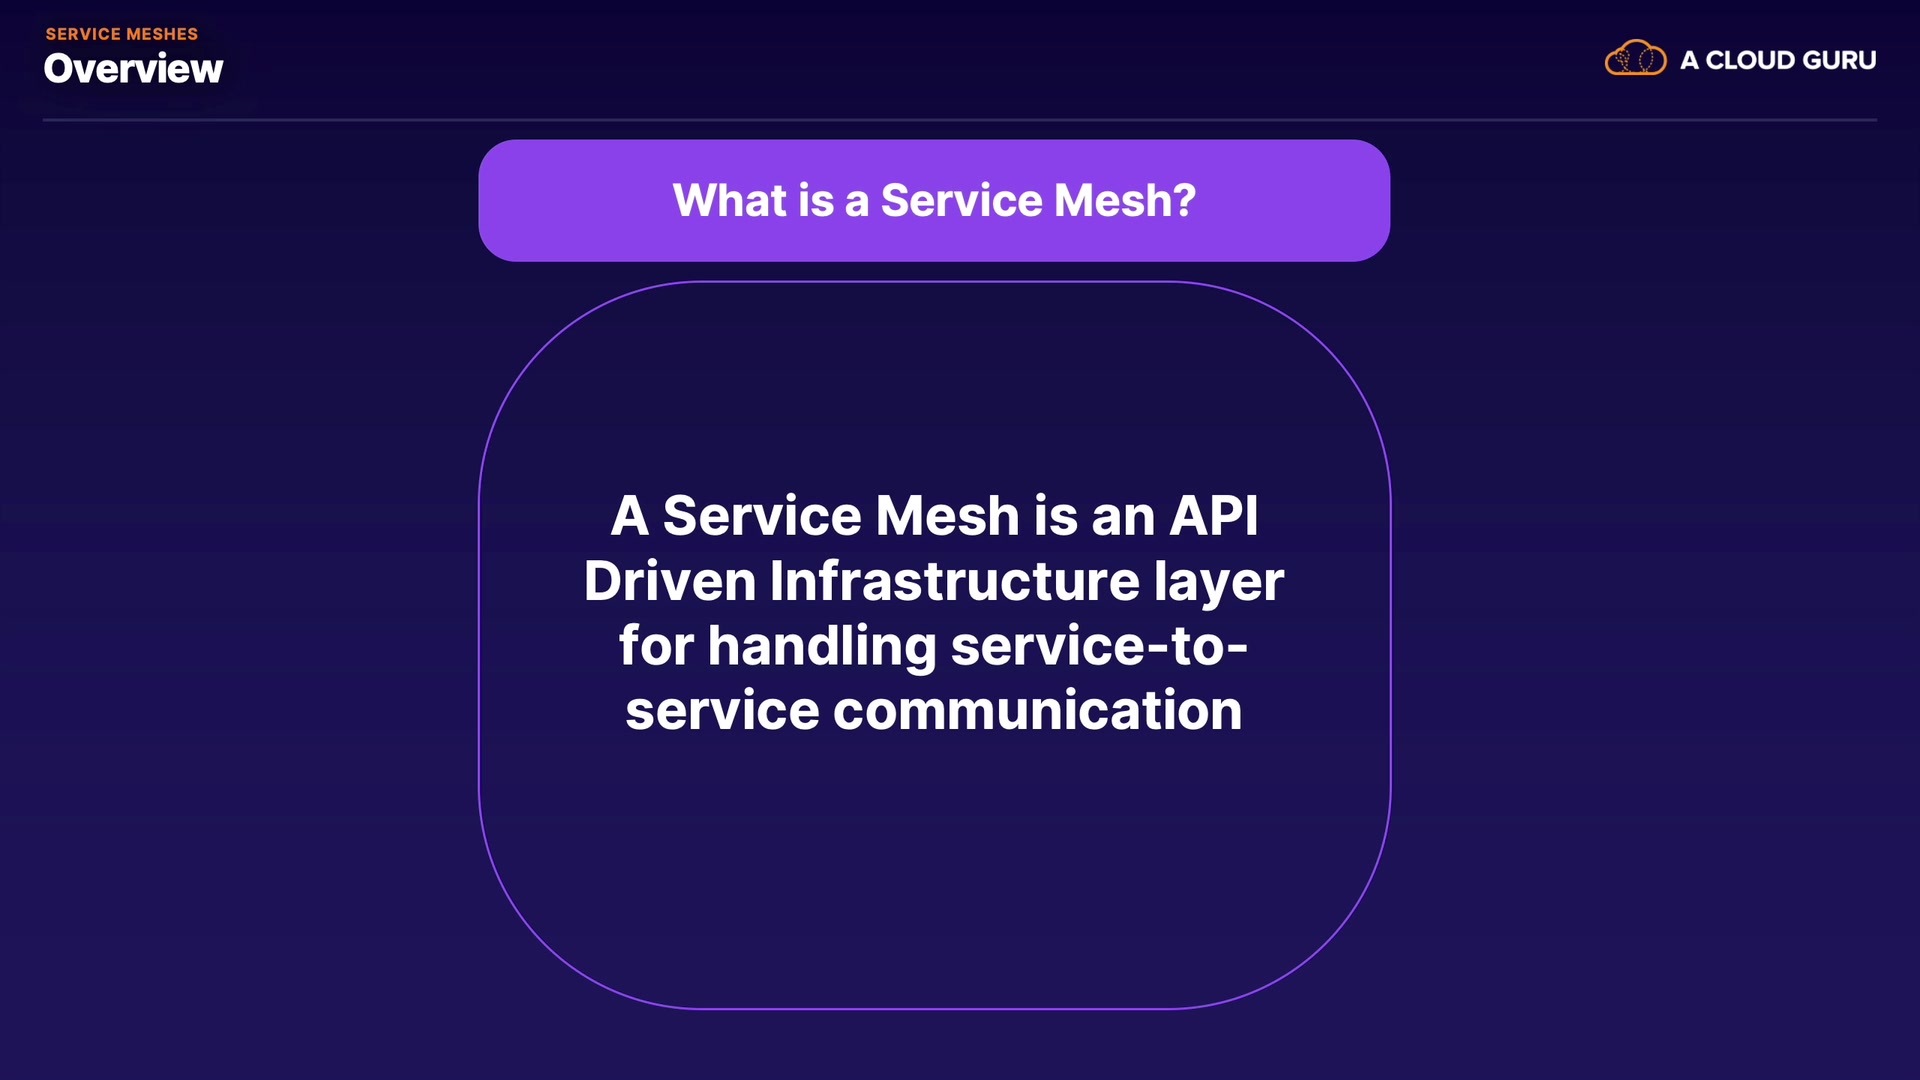 SERVICE MESHES
Overview
A CLOUD GURU
What is a Service Mesh?
A Service Mesh is an API
Driven Infrastructure layer
for handling service-to-
service communication